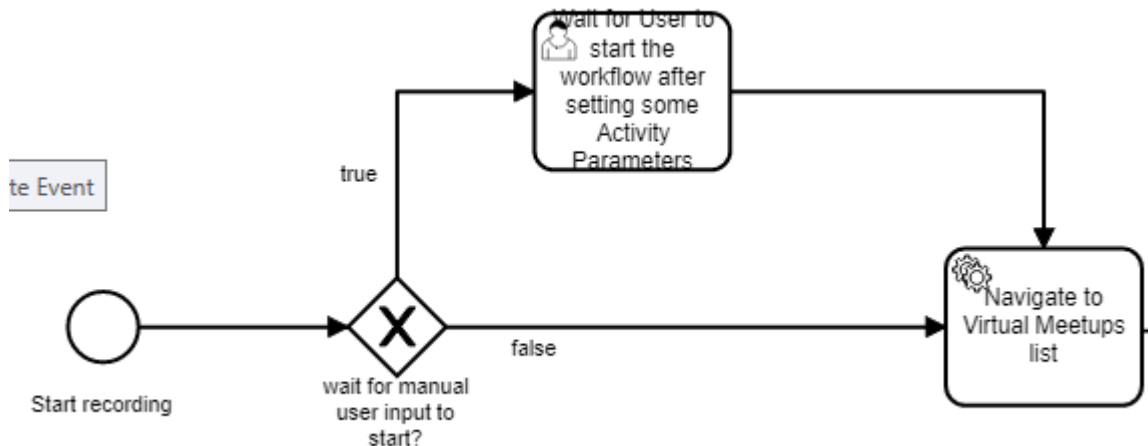 Wait for User to
start the
workflow after
setting some
Activity
Parameters
true
te Event
Navigate to
Virtual Meetups
list
false
Start recording
wait for manual
user input to
start?